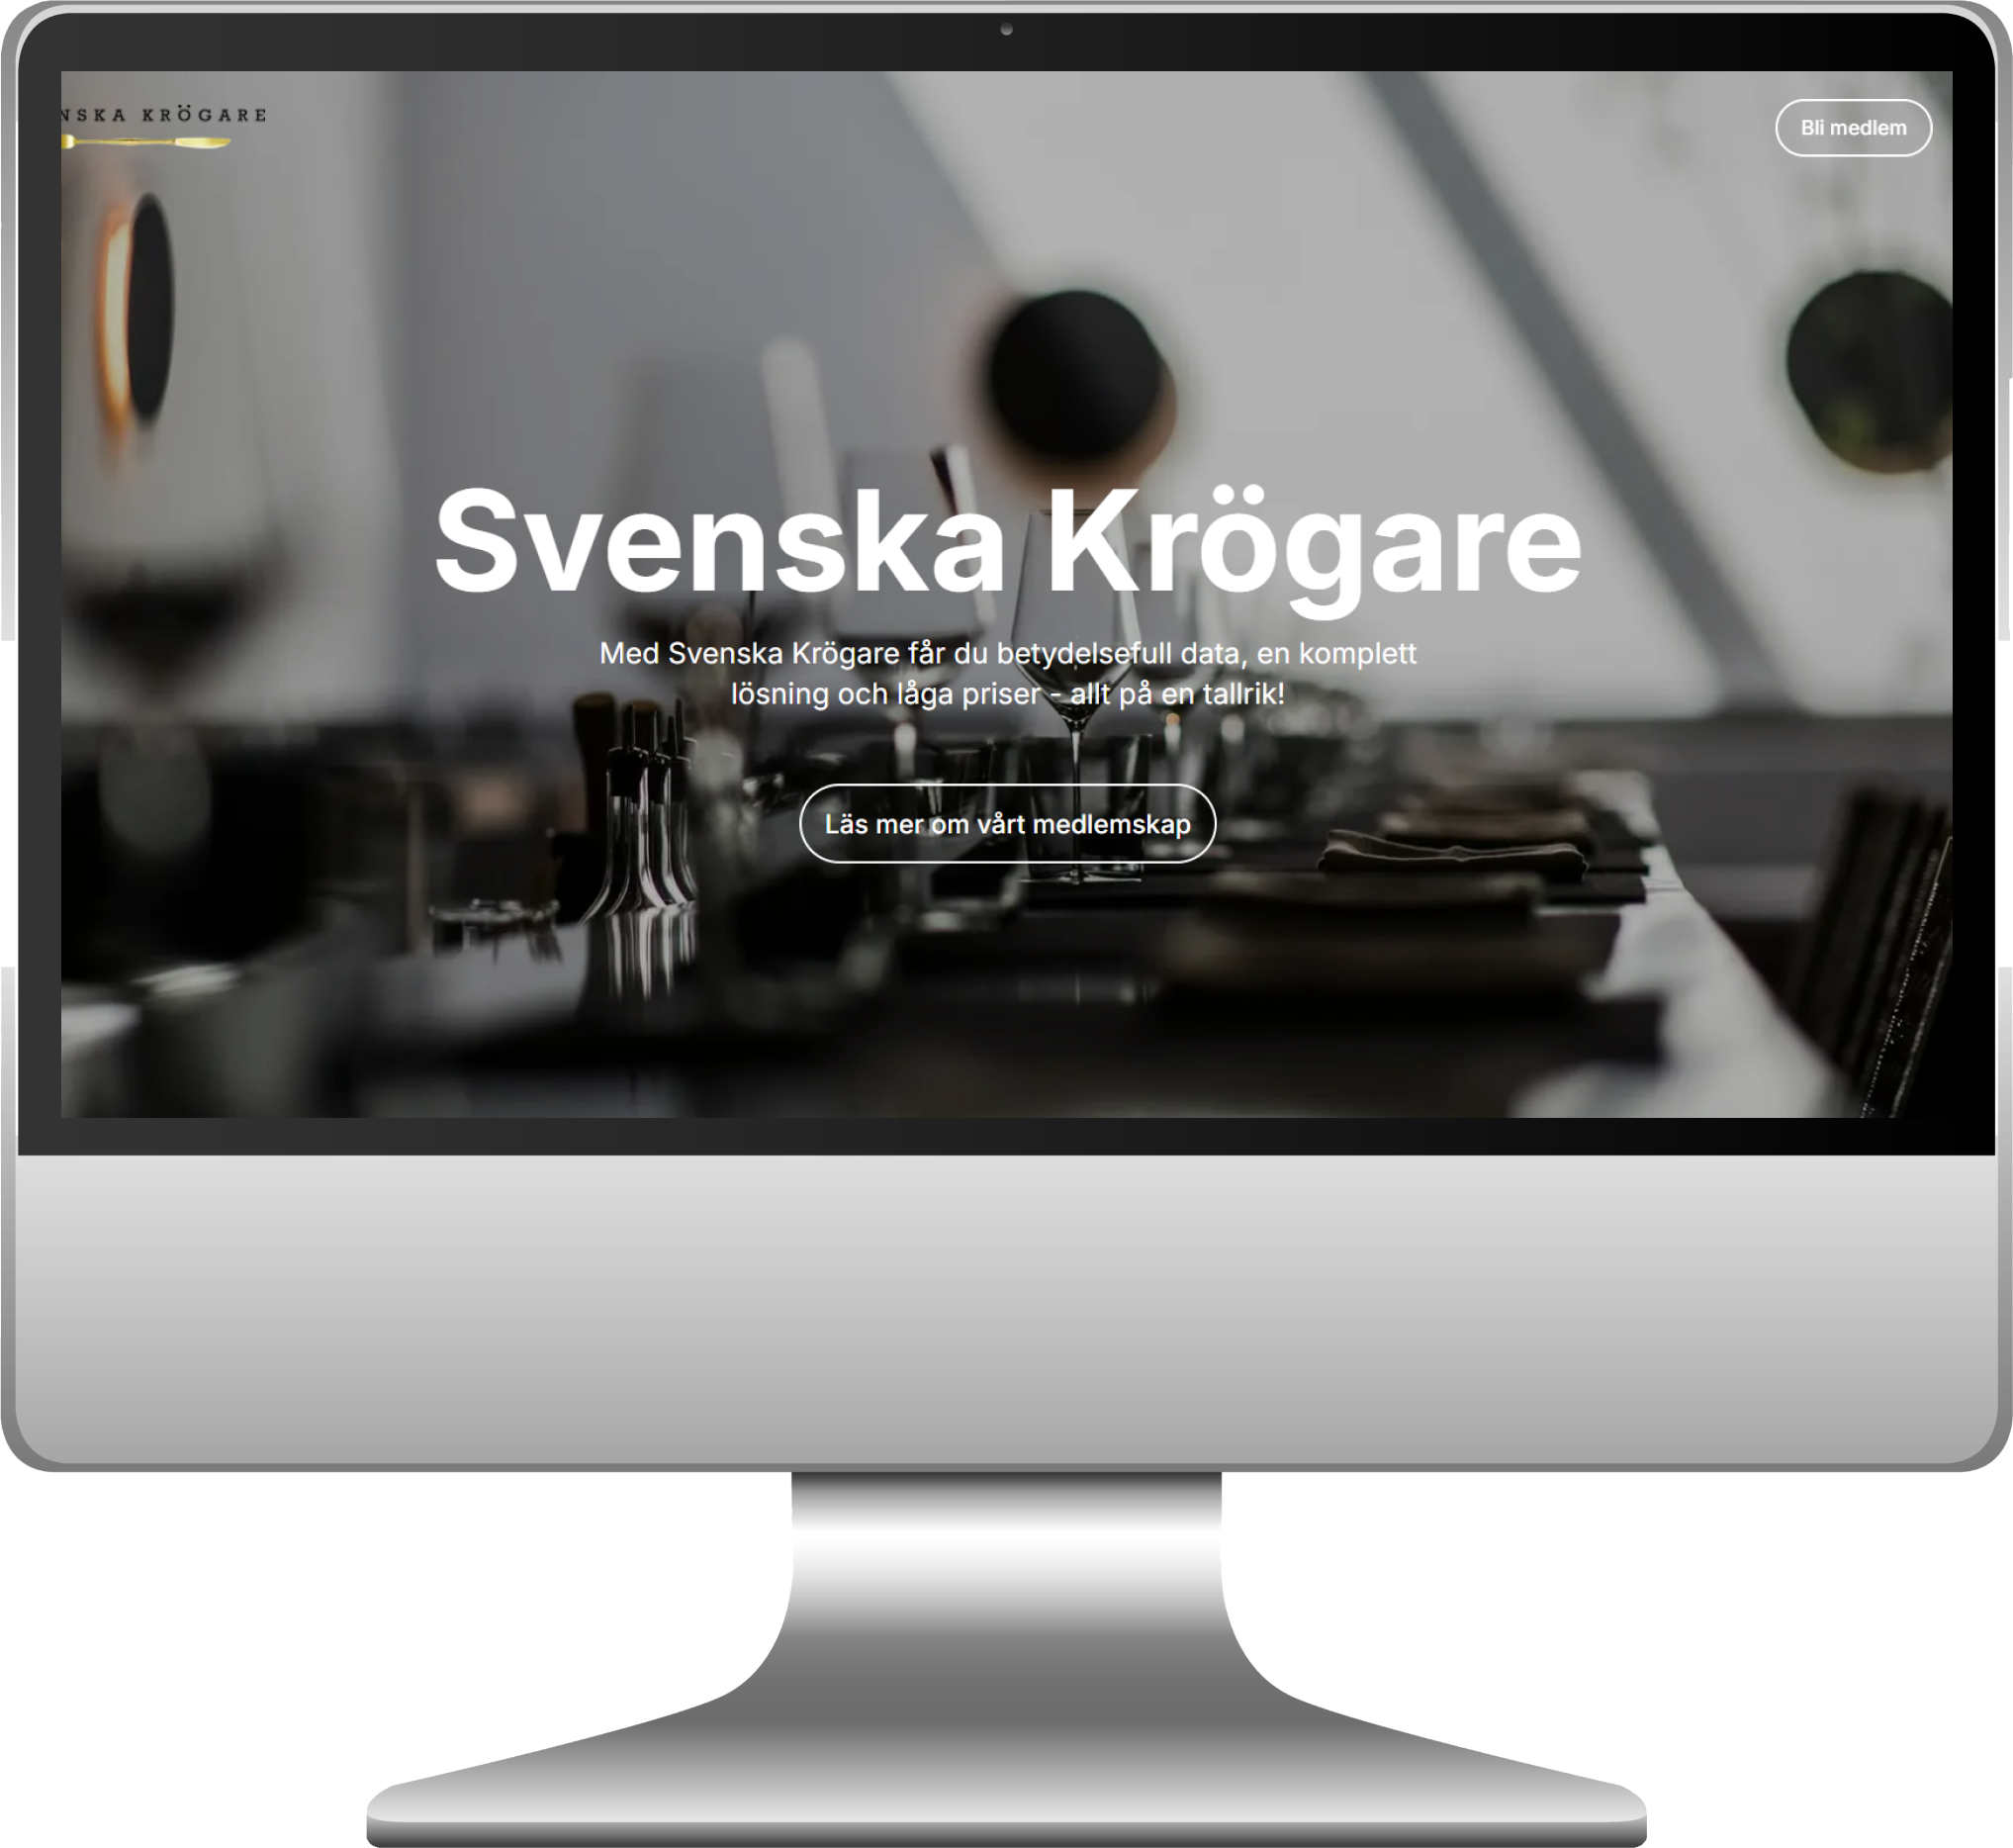 NSKA KRÖGARE
Bli medlem
Svenska Krögare
Med Svenska Krögare får du betydelsefull data, en komplett
lösning och låga priser - allt på en tallrik!
Läs mer om vårt medlemskap